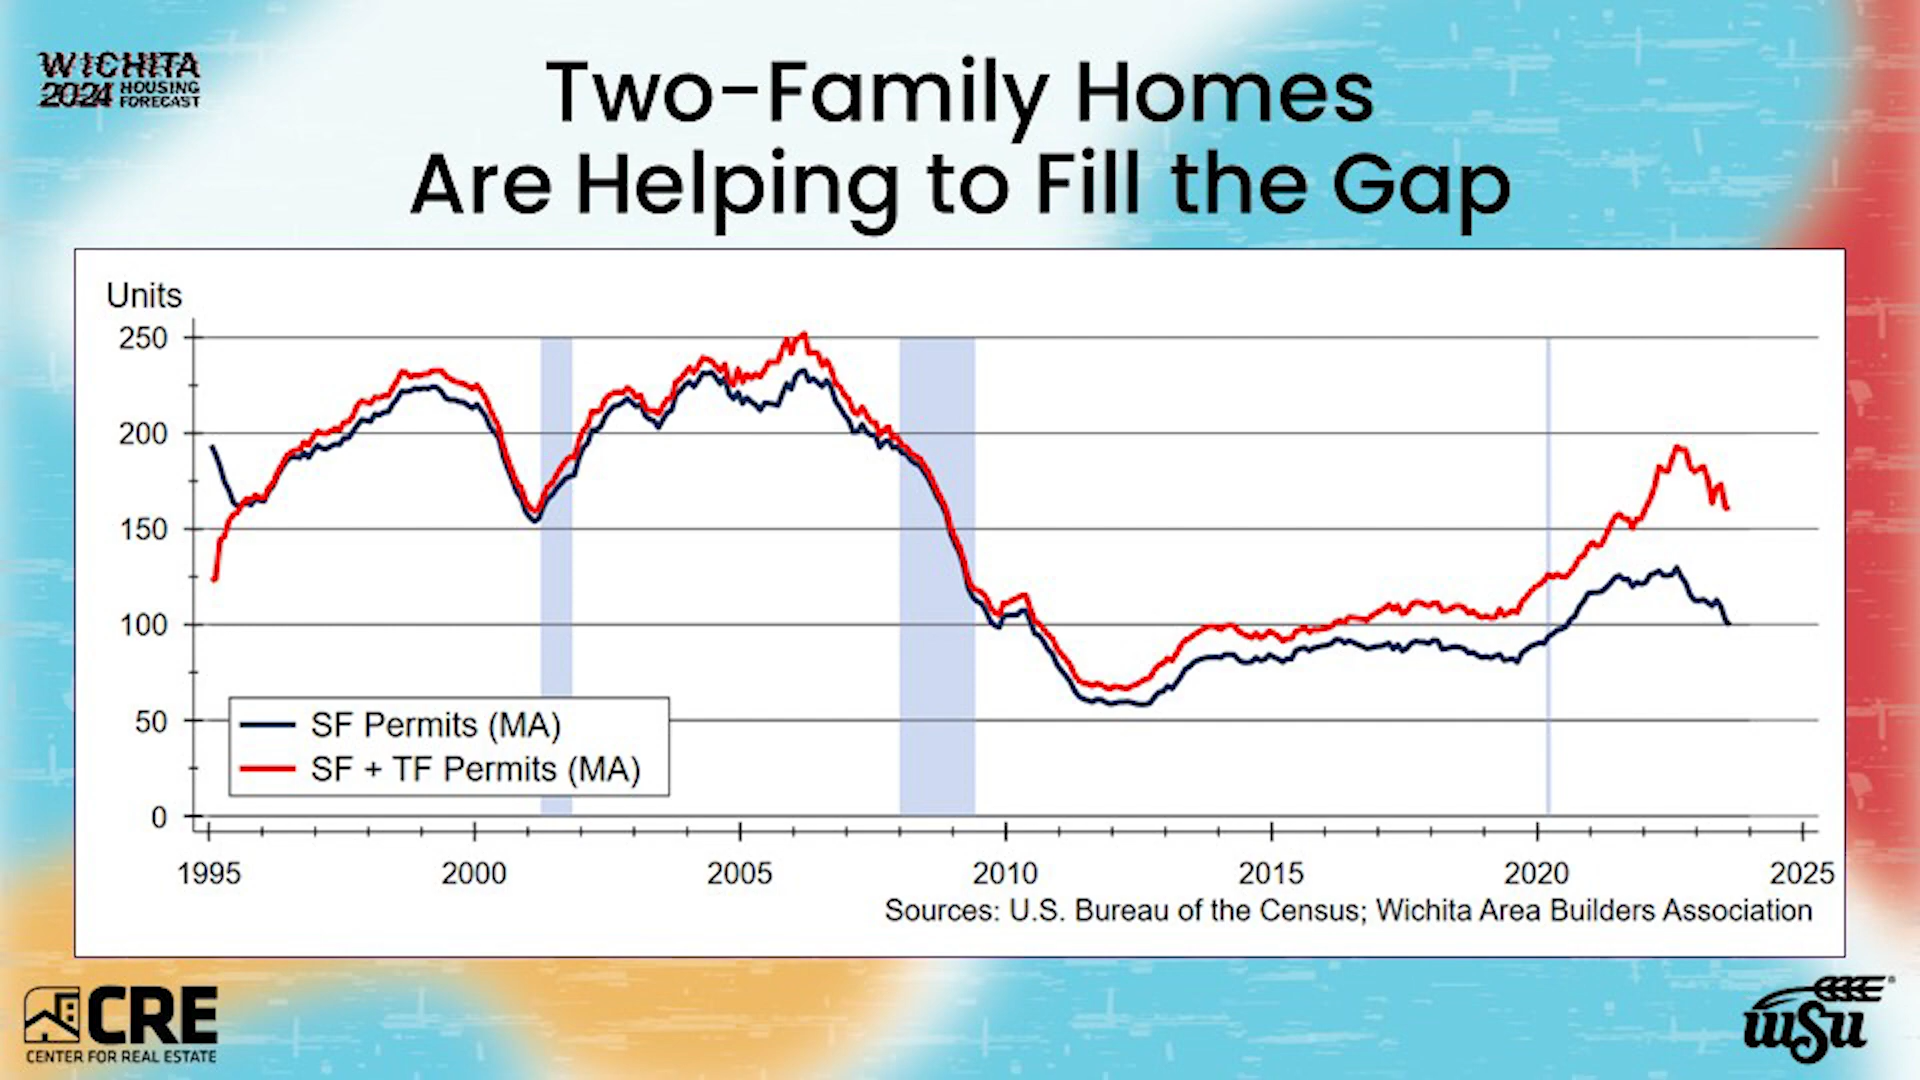 WICHITA
2024 HOUSING
FORECAST
Two-Family Homes
Are Helping to Fill the Gap
Units
250
200
150
100
50
0
SF Permits (MA)
SF + TF Permits (MA)
1995 2000 2005 2010 2015 2020 2025
Sources: U.S. Bureau of the Census; Wichita Area Builders Association
CRE
CENTER FOR REAL ESTATE
WSU